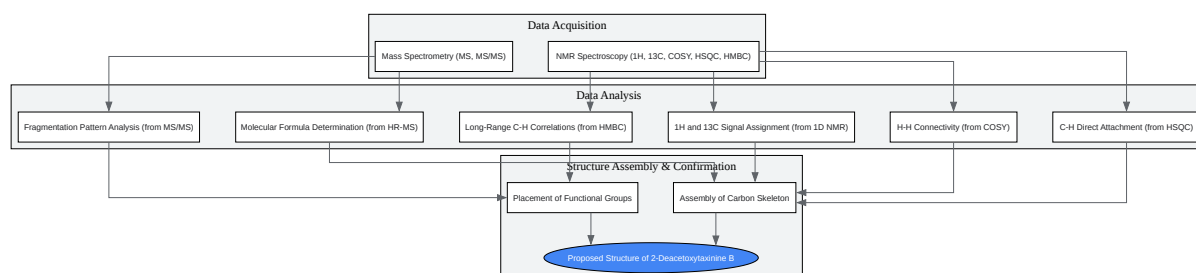 Data Acquisition
Mass Spectrometry (MS, MS/MS)
NMR Spectroscopy (1H, 13C, COSY, HSQC, HMBC)
Data Analysis
Fragmentation Pattern Analysis (from MS/MS)
Molecular Formula Determination (from HR-MS)
Long-Range C-H Correlations (from HMBC)
1H and 13C Signal Assignment (from 1D NMR)
H-H Connectivity (from COSY)
C-H Direct Attachment (from HSQC)
Structure Assembly & Confirmation
Placement of Functional Groups
Assembly of Carbon Skeleton
Proposed Structure of 2-Deacetoxytaxinine B